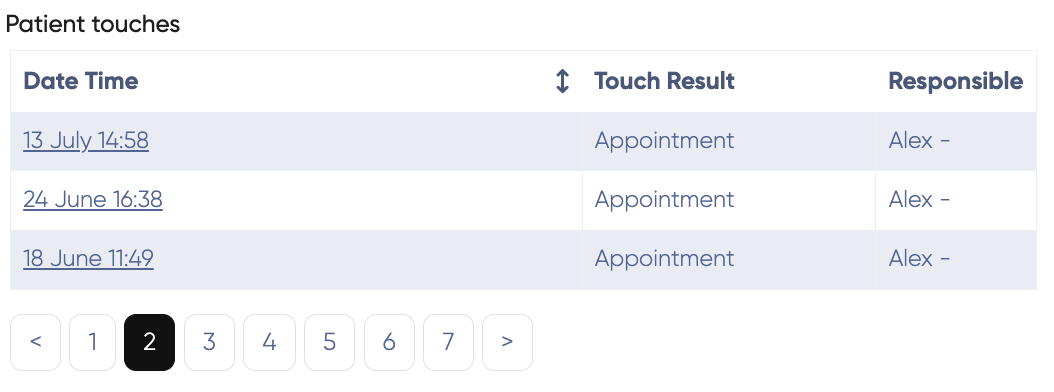 Patient touches
Date Time ↕ Touch Result Responsible
13 July 14:58 Appointment Alex -
24 June 16:38 Appointment Alex -
18 June 11:49 Appointment Alex -
< 1 2 3 4 5 6 7 >